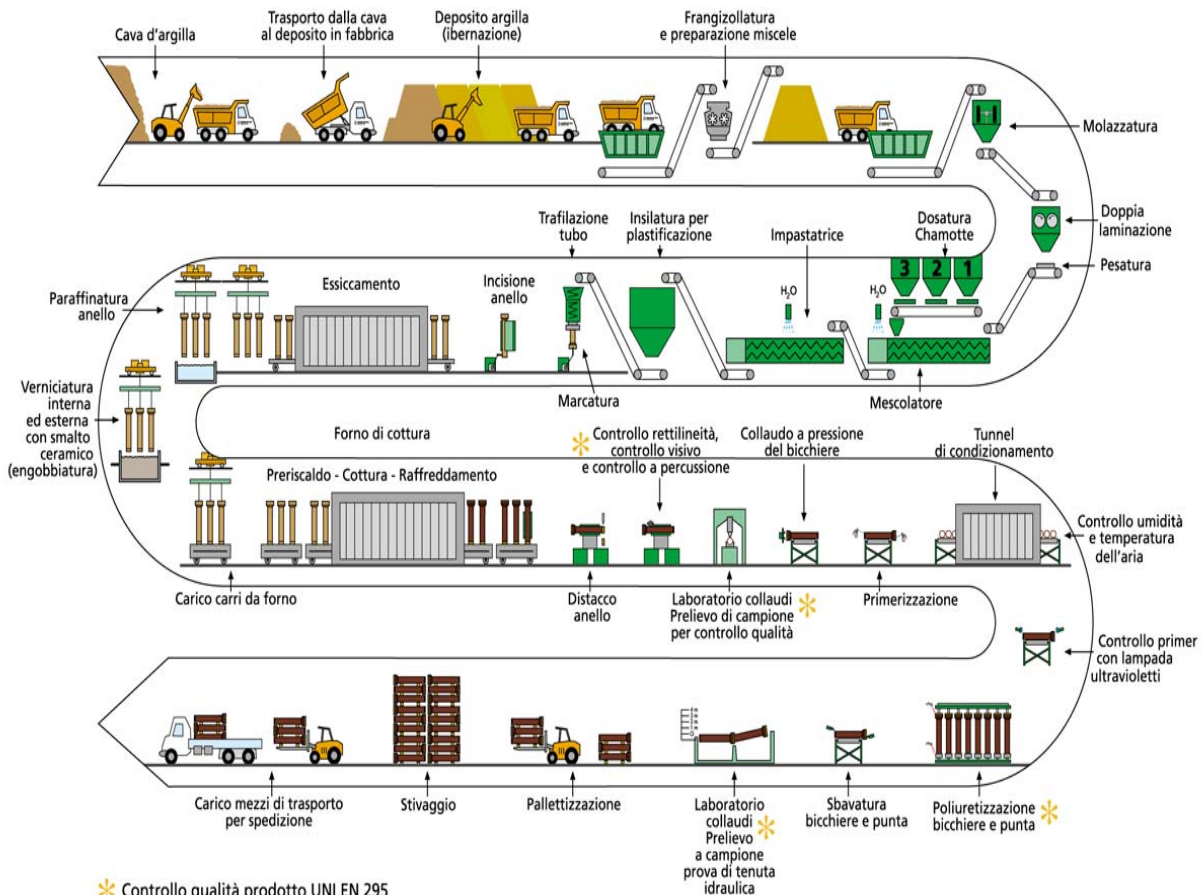 Cava d'argilla
Trasporto dalla cava
al deposito in fabbrica
Deposito argilla
(ibernazione)
Frangizollatura
e preparazione miscele
Molazzatura
Doppia
laminazione
Pesatura
Dosatura
Chamotte
3 2 1
H₂O
Mescolatore
Impastatrice
H₂O
Insilatura per
plastificazione
Trafilazione
tubo
Marcatura
Incisione
anello
Essiccamento
Paraffinatura
anello
Verniciatura
interna
ed esterna
con smalto
ceramico
(engobbiatura)
Carico carri da forno
Forno di cottura
Preriscaldo - Cottura - Raffreddamento
Distacco
anello
* Controllo rettilineità,
controllo visivo
e controllo a percussione
Laboratorio collaudi
Prelievo di campione *
per controllo qualità
Collaudo a pressione
del bicchiere
Primerizzazione
Tunnel
di condizionamento
Controllo umidità
e temperatura
dell'aria
Controllo primer
con lampada
ultravioletti
Poliuretizzazione
bicchiere e punta *
Sbavatura
bicchiere e punta
Laboratorio
collaudi
Prelievo *
a campione
prova di tenuta
idraulica
Pallettizzazione
Stivaggio
Carico mezzi di trasporto
per spedizione
* Controllo qualità prodotto UNI EN 295